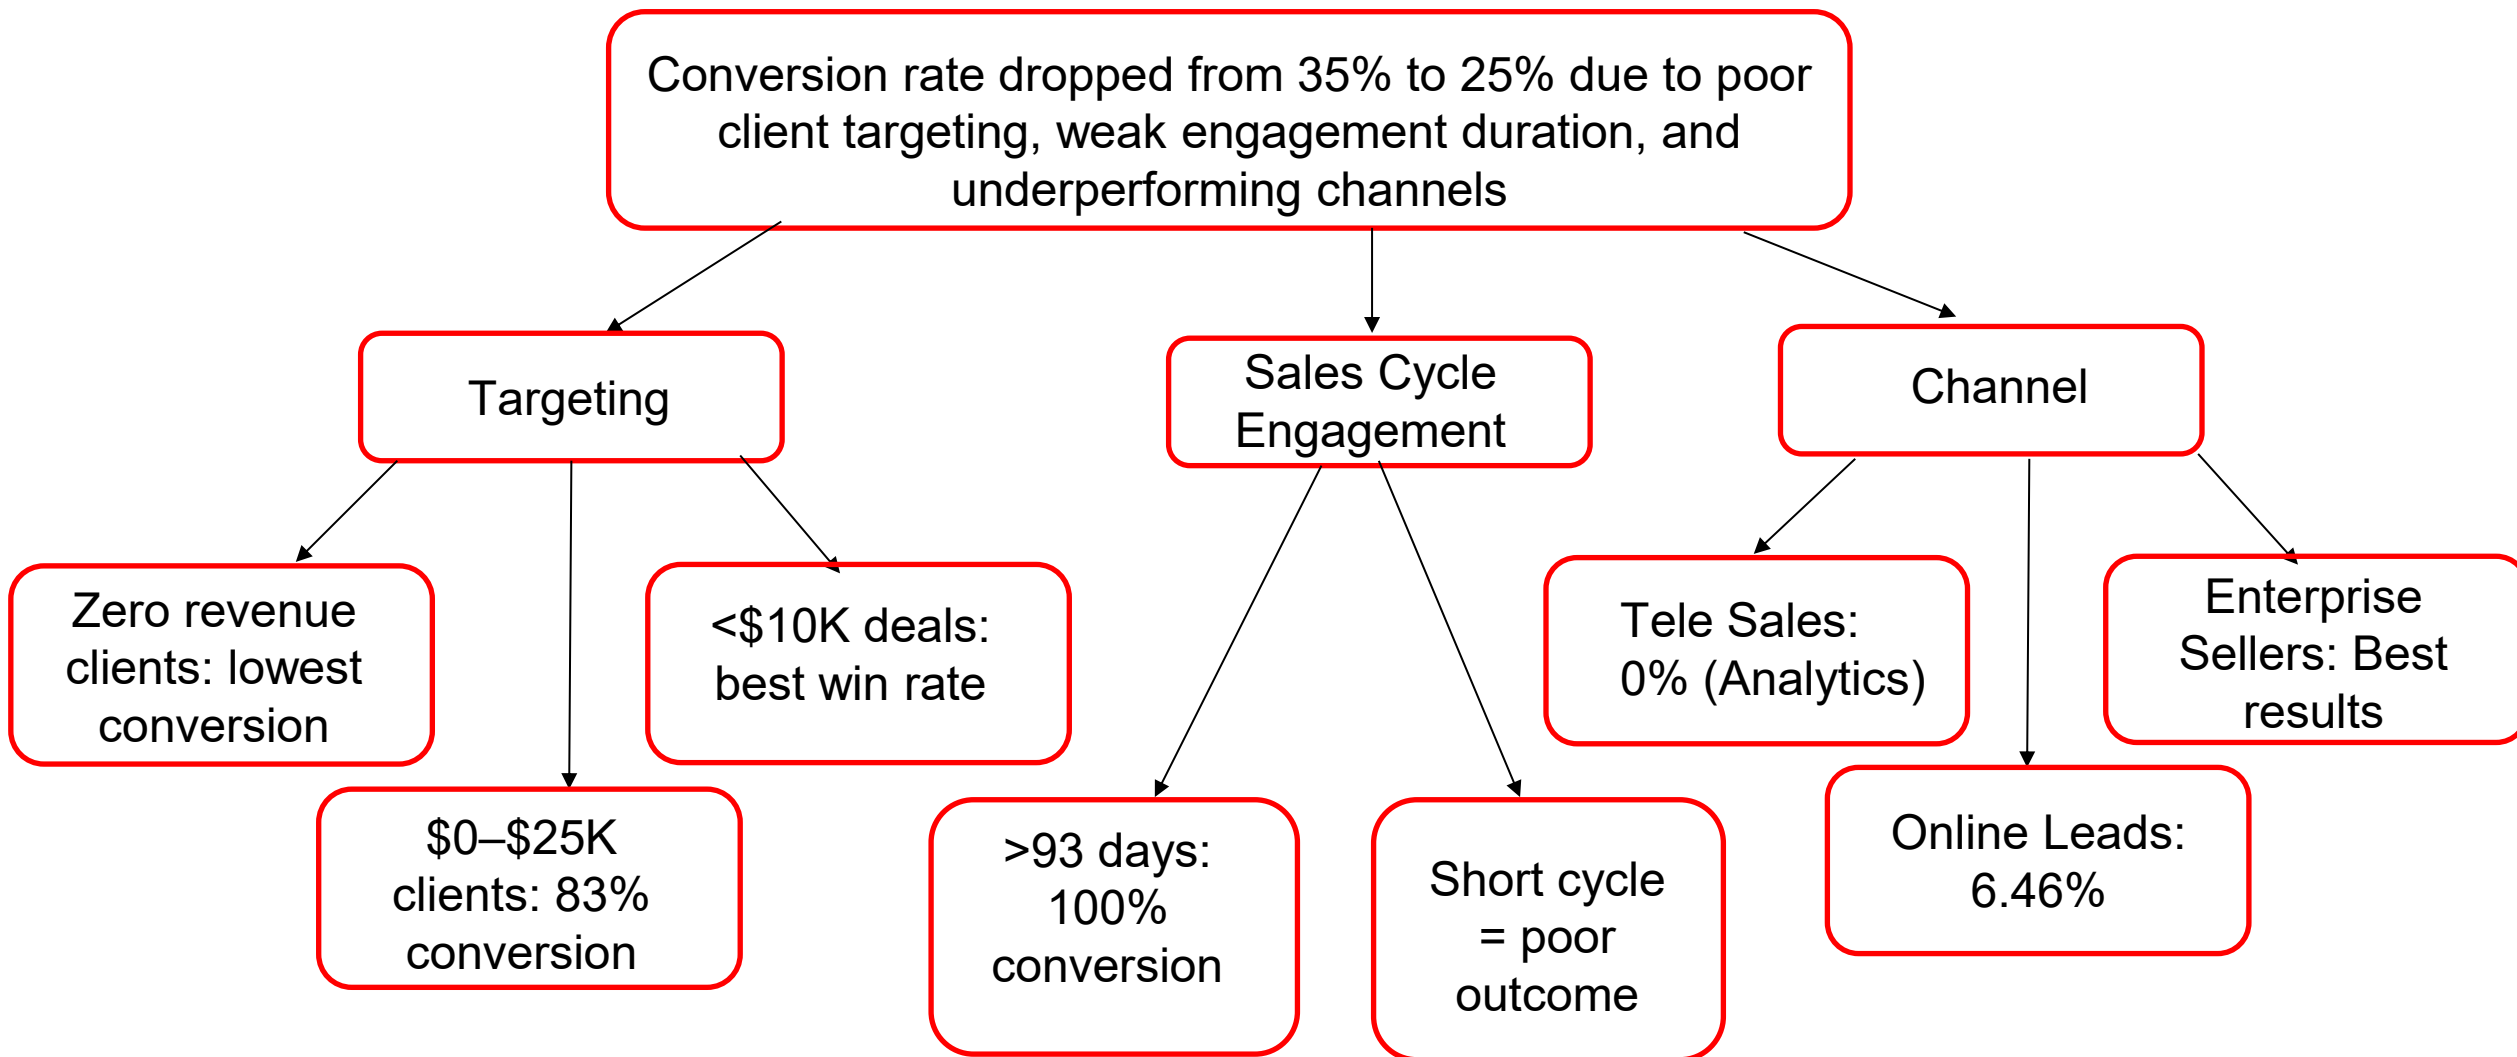 Conversion rate dropped from 35% to 25% due to poor
client targeting, weak engagement duration, and
underperforming channels
Targeting
Sales Cycle
Engagement
Channel
Zero revenue
clients: lowest
conversion
$0–$25K
clients: 83%
conversion
<$10K deals:
best win rate
>93 days:
100%
conversion
Short cycle
= poor
outcome
Tele Sales:
0% (Analytics)
Online Leads:
6.46%
Enterprise
Sellers: Best
results